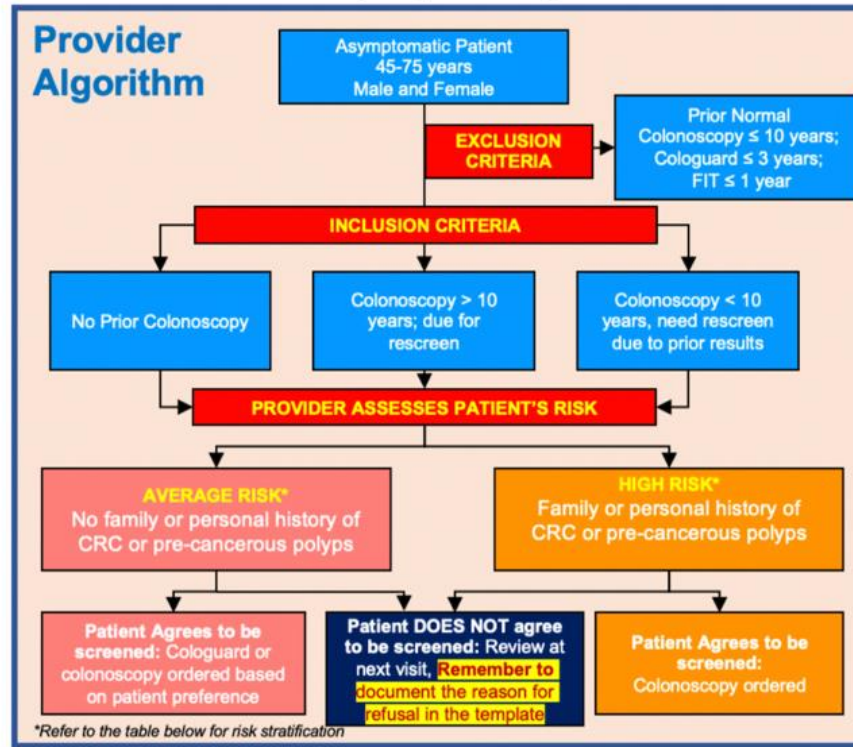 Provider
Algorithm
Asymptomatic Patient
45-75 years
Male and Female
EXCLUSION
CRITERIA
Prior Normal
Colonoscopy ≤ 10 years;
Cologuard ≤ 3 years;
FIT ≤ 1 year
INCLUSION CRITERIA
No Prior Colonoscopy
Colonoscopy > 10
years; due for
rescreen
Colonoscopy < 10
years, need rescreen
due to prior results
PROVIDER ASSESSES PATIENT'S RISK
AVERAGE RISK*
No family or personal history of
CRC or pre-cancerous polyps
HIGH RISK*
Family or personal history of
CRC or pre-cancerous polyps
Patient Agrees to be
screened: Cologuard or
colonoscopy ordered based
on patient preference
Patient DOES NOT agree
to be screened: Review at
next visit, Remember to
document the reason for
refusal in the template
Patient Agrees to be
screened:
Colonoscopy ordered
*Refer to the table below for risk stratification